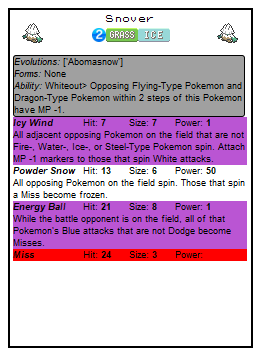 Snover
2 GRASS ICE
Evolutions: ['Abomasnow']
Forms: None
Ability: Whiteout> Opposing Flying-Type Pokemon and
Dragon-Type Pokemon within 2 steps of this Pokemon
have MP -1.
Icy Wind Hit: 7 Size: 7 Power: 1
All adjacent opposing Pokemon on the field that are not
Fire-, Water-, Ice-, or Steel-Type Pokemon spin. Attach
MP -1 markers to those that spin White attacks.
Powder Snow Hit: 13 Size: 6 Power: 50
All opposing Pokemon on the field spin. Those that spin
a Miss become frozen.
Energy Ball Hit: 21 Size: 8 Power: 1
While the battle opponent is on the field, all of that
Pokemon's Blue attacks that are not Dodge become
Misses.
Miss Hit: 24 Size: 3 Power: